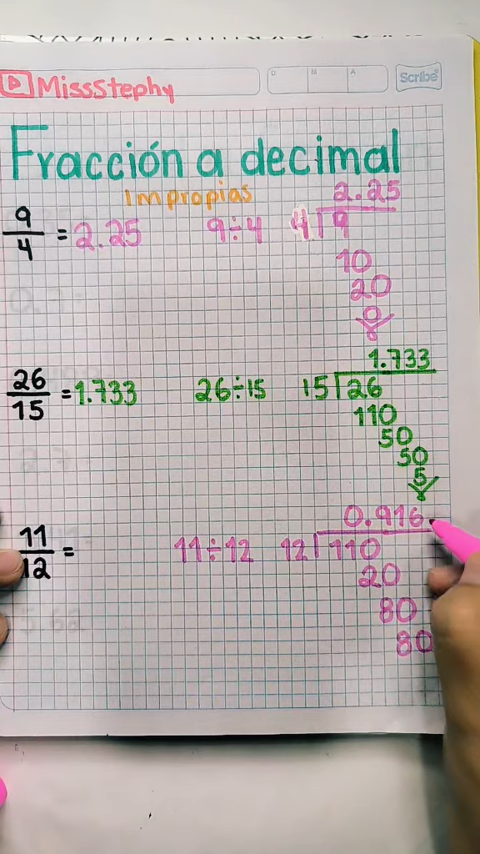 D M A
Scribe
MissStephy
Fracción a decimal
Impropias
2.25
9/4 = 2.25 9÷4 4 9
10
20
0
1.733
26/15 = 1.733 26÷15 15 26
110
50
50
5
0.916
11/12 = 11÷12 12 110
20
80
80